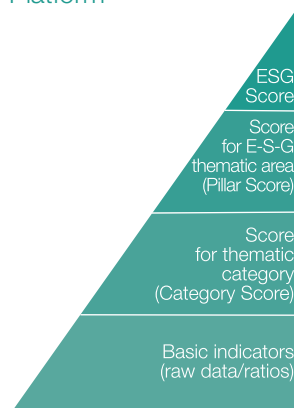 Platform
ESG
Score
Score
for E-S-G
thematic area
(Pillar Score)
Score
for thematic
category
(Category Score)
Basic indicators
(raw data/ratios)